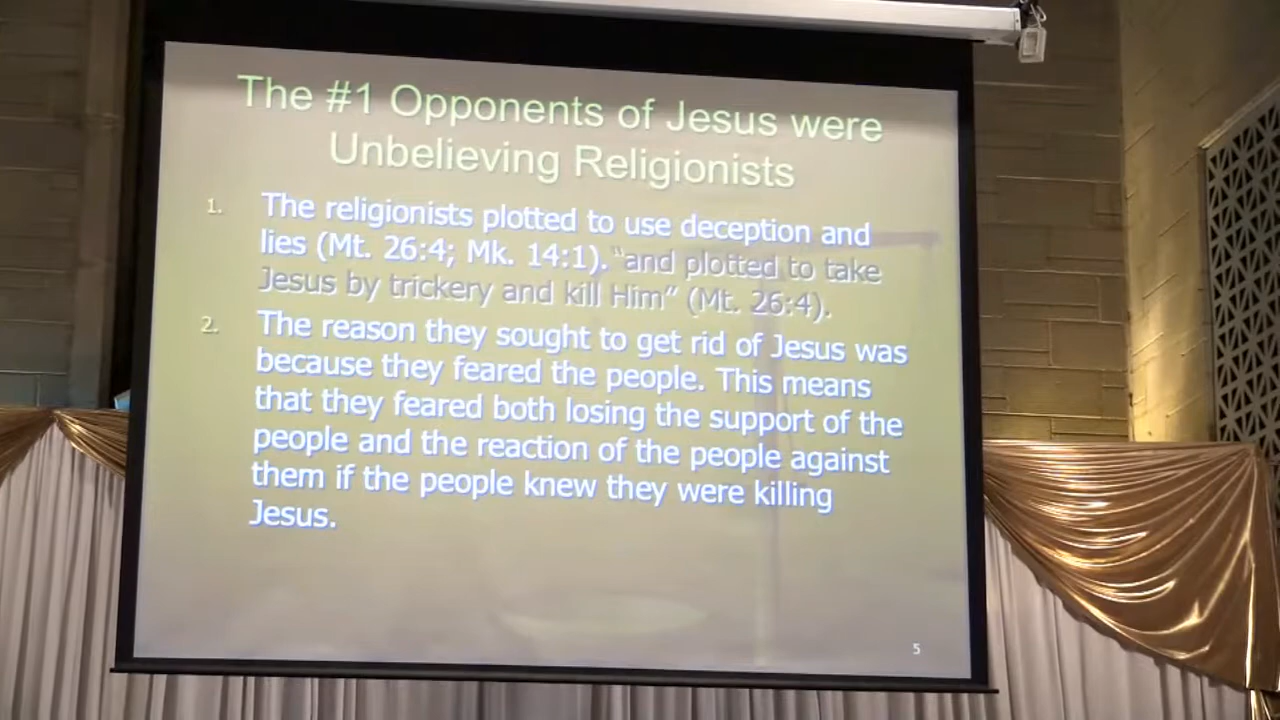 The #1 Opponents of Jesus were
Unbelieving Religionists
1. The religionists plotted to use deception and
lies (Mt. 26:4; Mk. 14:1). "and plotted to take
Jesus by trickery and kill Him” (Mt. 26:4).
2. The reason they sought to get rid of Jesus was
because they feared the people. This means
that they feared both losing the support of the
people and the reaction of the people against
them if the people knew they were killing
Jesus.
5